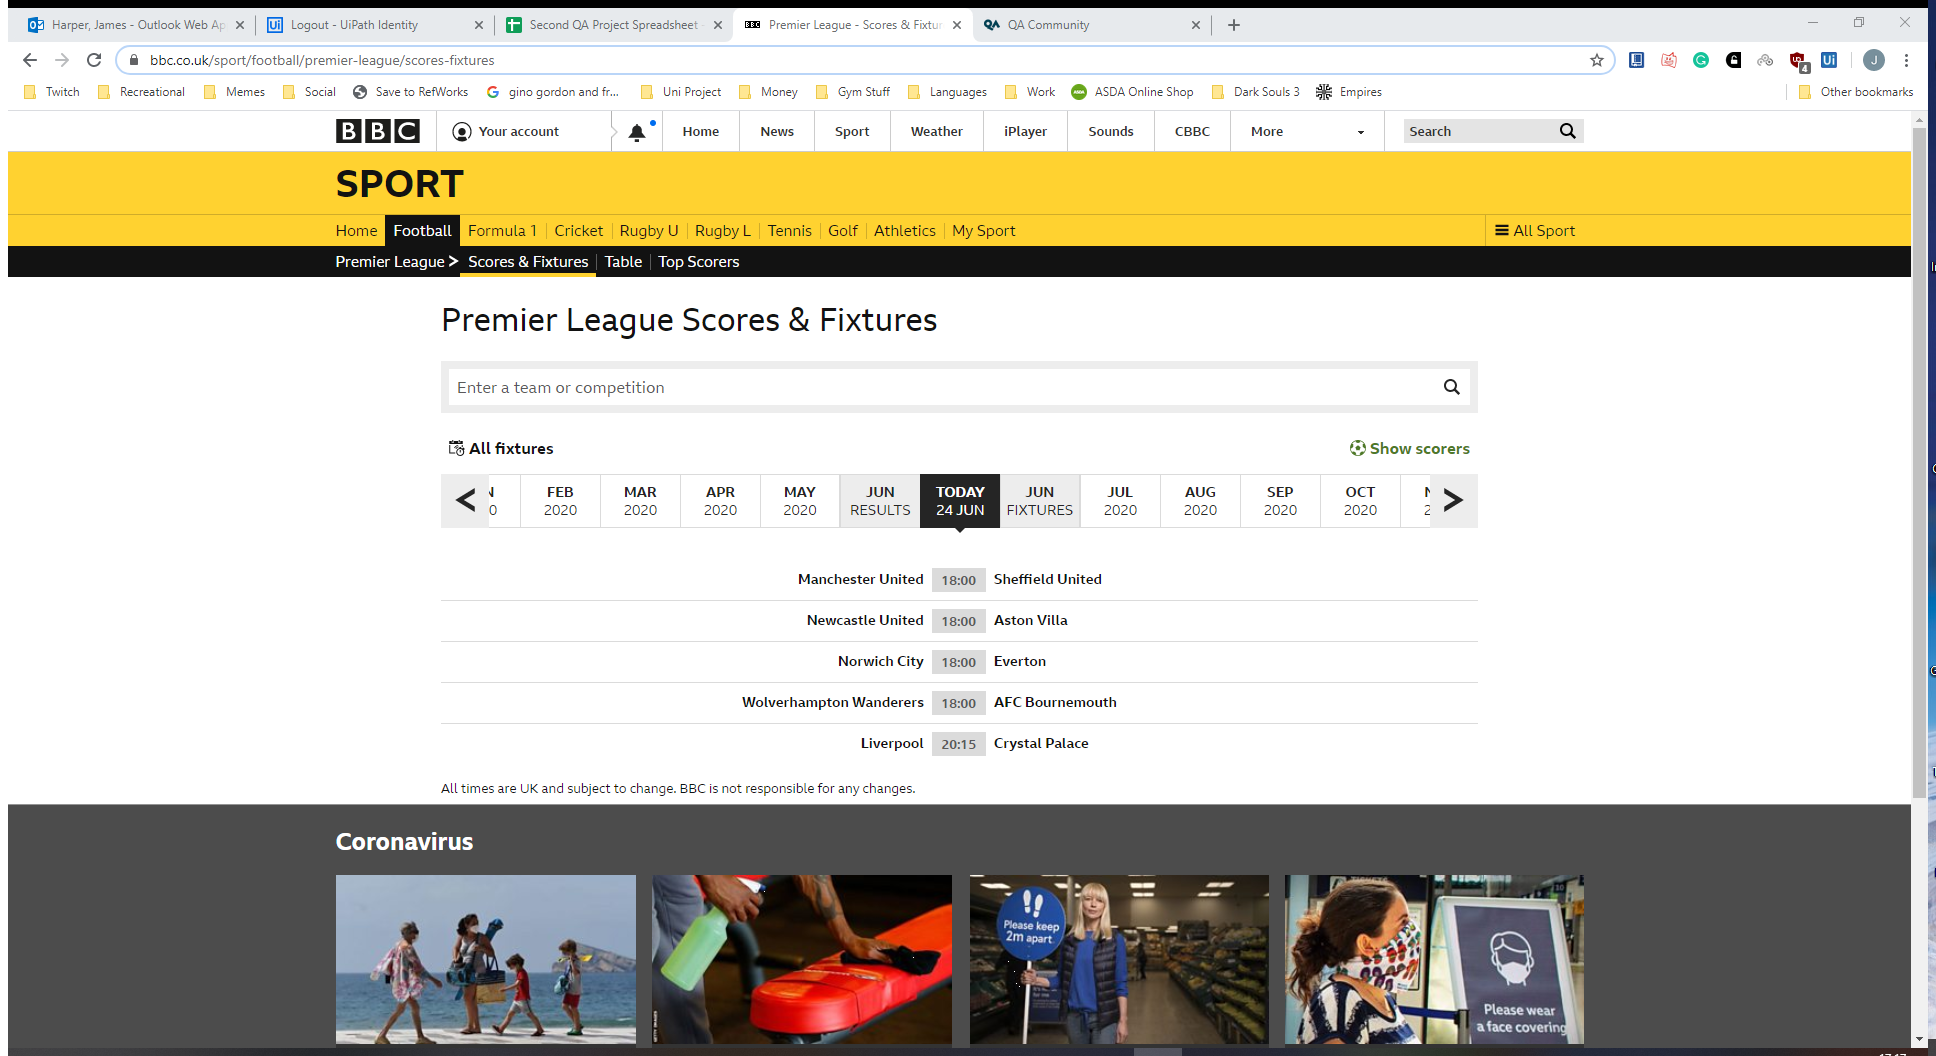 Harper, James - Outlook Web Ap
Logout - UiPath Identity
Second QA Project Spreadsheet
BBC Premier League - Scores & Fixtur
QA QA Community
bbc.co.uk/sport/football/premier-league/scores-fixtures
J
4
Ui
Twitch Recreational Memes Social Save to RefWorks gino gordon and fr... Uni Project Money Gym Stuff Languages Work ASDA Online Shop Dark Souls 3 Empires Other bookmarks
BBC Your account Home News Sport Weather iPlayer Sounds CBBC More Search
SPORT
Home Football Formula 1 Cricket Rugby U Rugby L Tennis Golf Athletics My Sport All Sport
Premier League > Scores & Fixtures Table Top Scorers
Premier League Scores & Fixtures
Enter a team or competition
All fixtures Show scorers
FEB MAR APR MAY JUN TODAY JUN JUL AUG SEP OCT
2020 2020 2020 2020 RESULTS 24 JUN FIXTURES 2020 2020 2020 2020
Manchester United 18:00 Sheffield United
Newcastle United 18:00 Aston Villa
Norwich City 18:00 Everton
Wolverhampton Wanderers 18:00 AFC Bournemouth
Liverpool 20:15 Crystal Palace
All times are UK and subject to change. BBC is not responsible for any changes.
Coronavirus
Please keep
2m apart
Please wear
a face covering